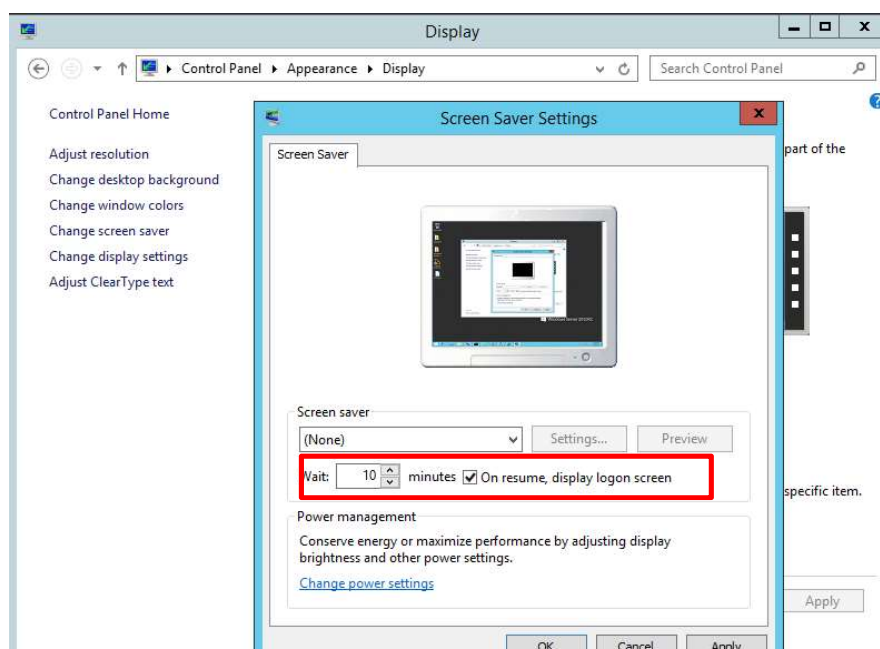 Display
Control Panel Appearance Display
Search Control Panel
Control Panel Home
Adjust resolution
Change desktop background
Change window colors
Change screen saver
Change display settings
Adjust ClearType text
part of the
specific item.
Apply
Screen Saver Settings
Screen Saver
Screen saver
(None)
Settings...
Preview
Wait: 10 minutes On resume, display logon screen
Power management
Conserve energy or maximize performance by adjusting display
brightness and other power settings.
Change power settings
OK Cancel Apply